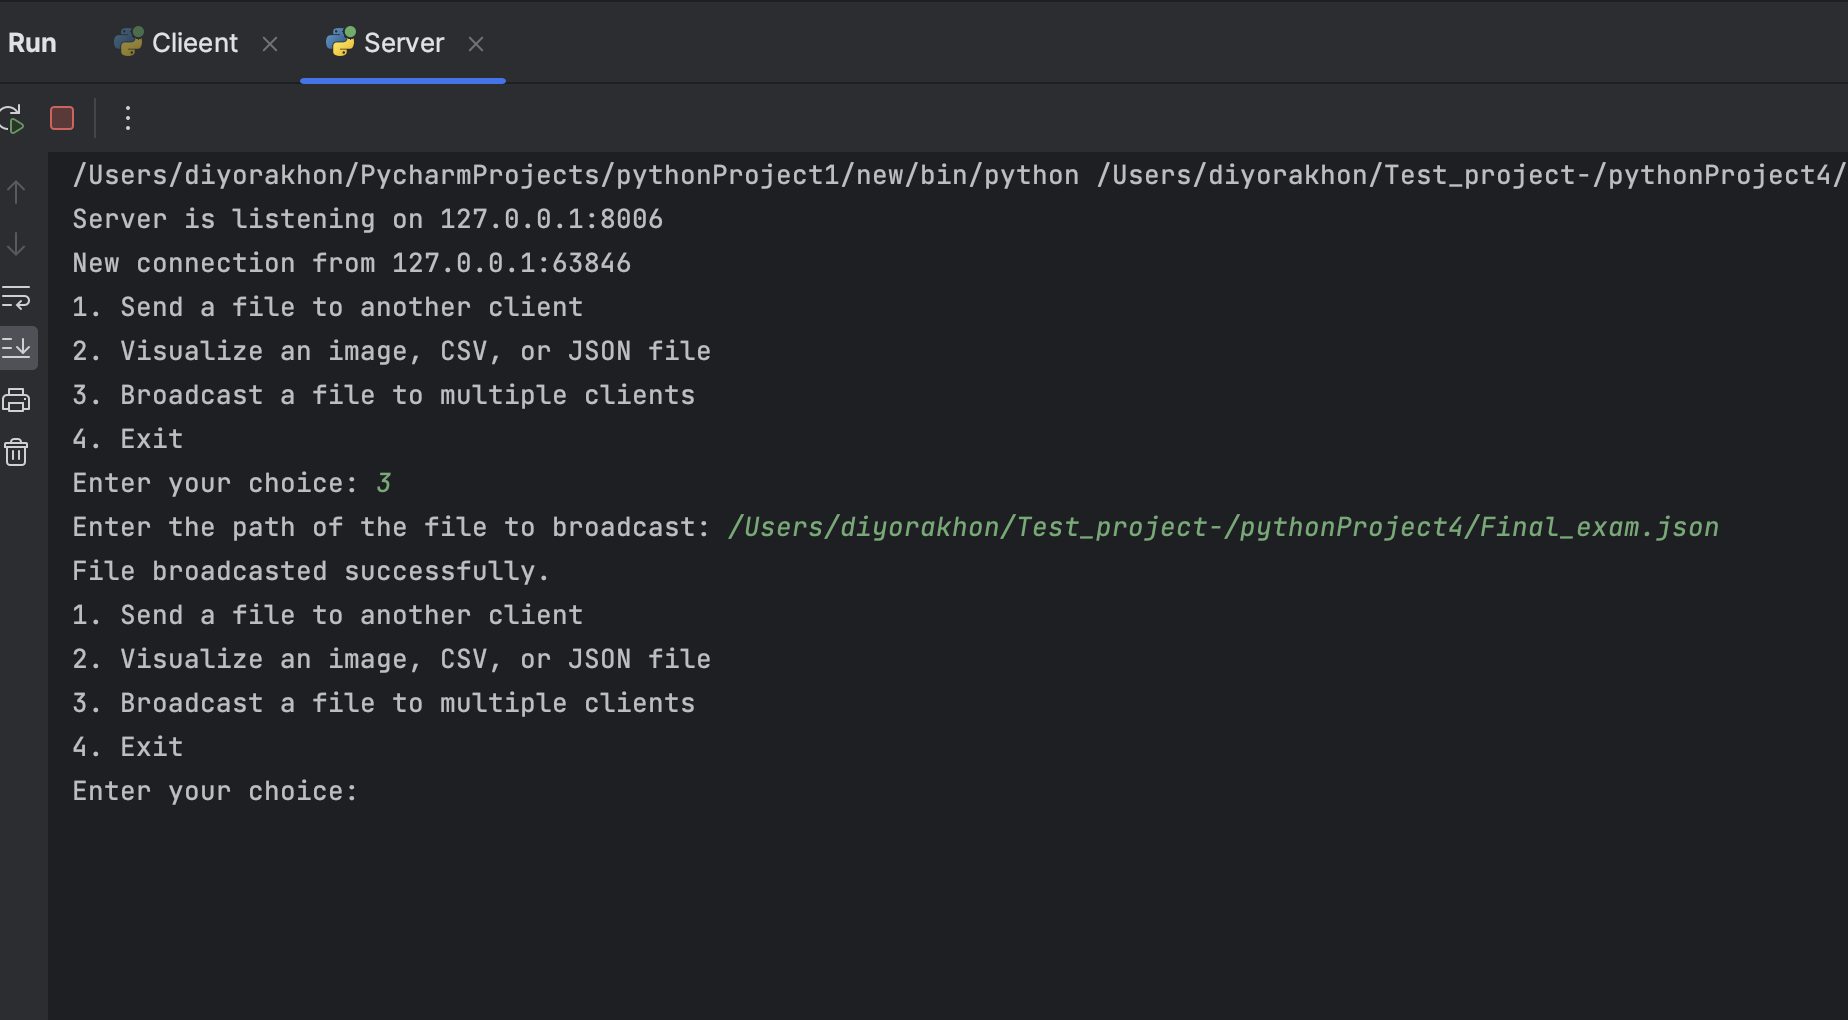 Run Clieent Server
/Users/diyorakhon/PycharmProjects/pythonProject1/new/bin/python /Users/diyorakhon/Test_project-/pythonProject4/
Server is listening on 127.0.0.1:8006
New connection from 127.0.0.1:63846
1. Send a file to another client
2. Visualize an image, CSV, or JSON file
3. Broadcast a file to multiple clients
4. Exit
Enter your choice: 3
Enter the path of the file to broadcast: /Users/diyorakhon/Test_project-/pythonProject4/Final_exam.json
File broadcasted successfully.
1. Send a file to another client
2. Visualize an image, CSV, or JSON file
3. Broadcast a file to multiple clients
4. Exit
Enter your choice: